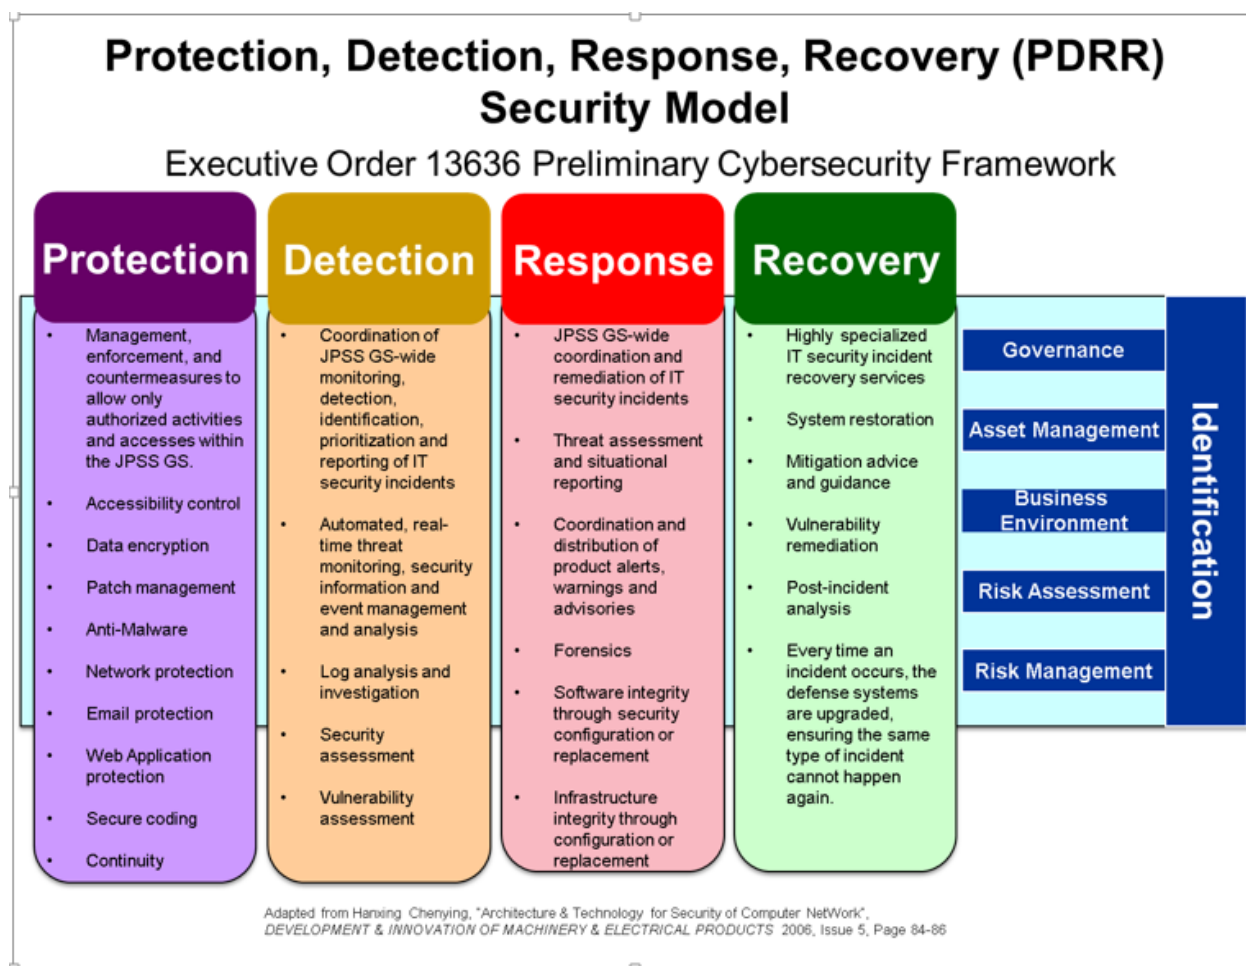 Protection, Detection, Response, Recovery (PDRR)
Security Model
Executive Order 13636 Preliminary Cybersecurity Framework
Protection
• Management,
enforcement, and
countermeasures to
allow only
authorized activities
and accesses within
the JPSS GS.
• Accessibility control
• Data encryption
• Patch management
• Anti-Malware
• Network protection
• Email protection
• Web Application
protection
• Secure coding
• Continuity
Detection
• Coordination of
JPSS GS-wide
monitoring,
detection,
identification,
prioritization and
reporting of IT
security incidents
• Automated, real-
time threat
monitoring, security
information and
event management
and analysis
• Log analysis and
investigation
• Security
assessment
• Vulnerability
assessment
Response
• JPSS GS-wide
coordination and
remediation of IT
security incidents
• Threat assessment
and situational
reporting
• Coordination and
distribution of
product alerts,
warnings and
advisories
• Forensics
• Software integrity
through security
configuration or
replacement
• Infrastructure
integrity through
configuration or
replacement
Recovery
• Highly specialized
IT security incident
recovery services
• System restoration
• Mitigation advice
and guidance
• Vulnerability
remediation
• Post-incident
analysis
• Every time an
incident occurs, the
defense systems
are upgraded,
ensuring the same
type of incident
cannot happen
again.
Governance
Asset Management
Business
Environment
Risk Assessment
Risk Management
Identification
Adapted from Hanxing Chenying, "Architecture & Technology for Security of Computer NetWork",
DEVELOPMENT & INNOVATION OF MACHINERY & ELECTRICAL PRODUCTS 2006, Issue 5, Page 84-86